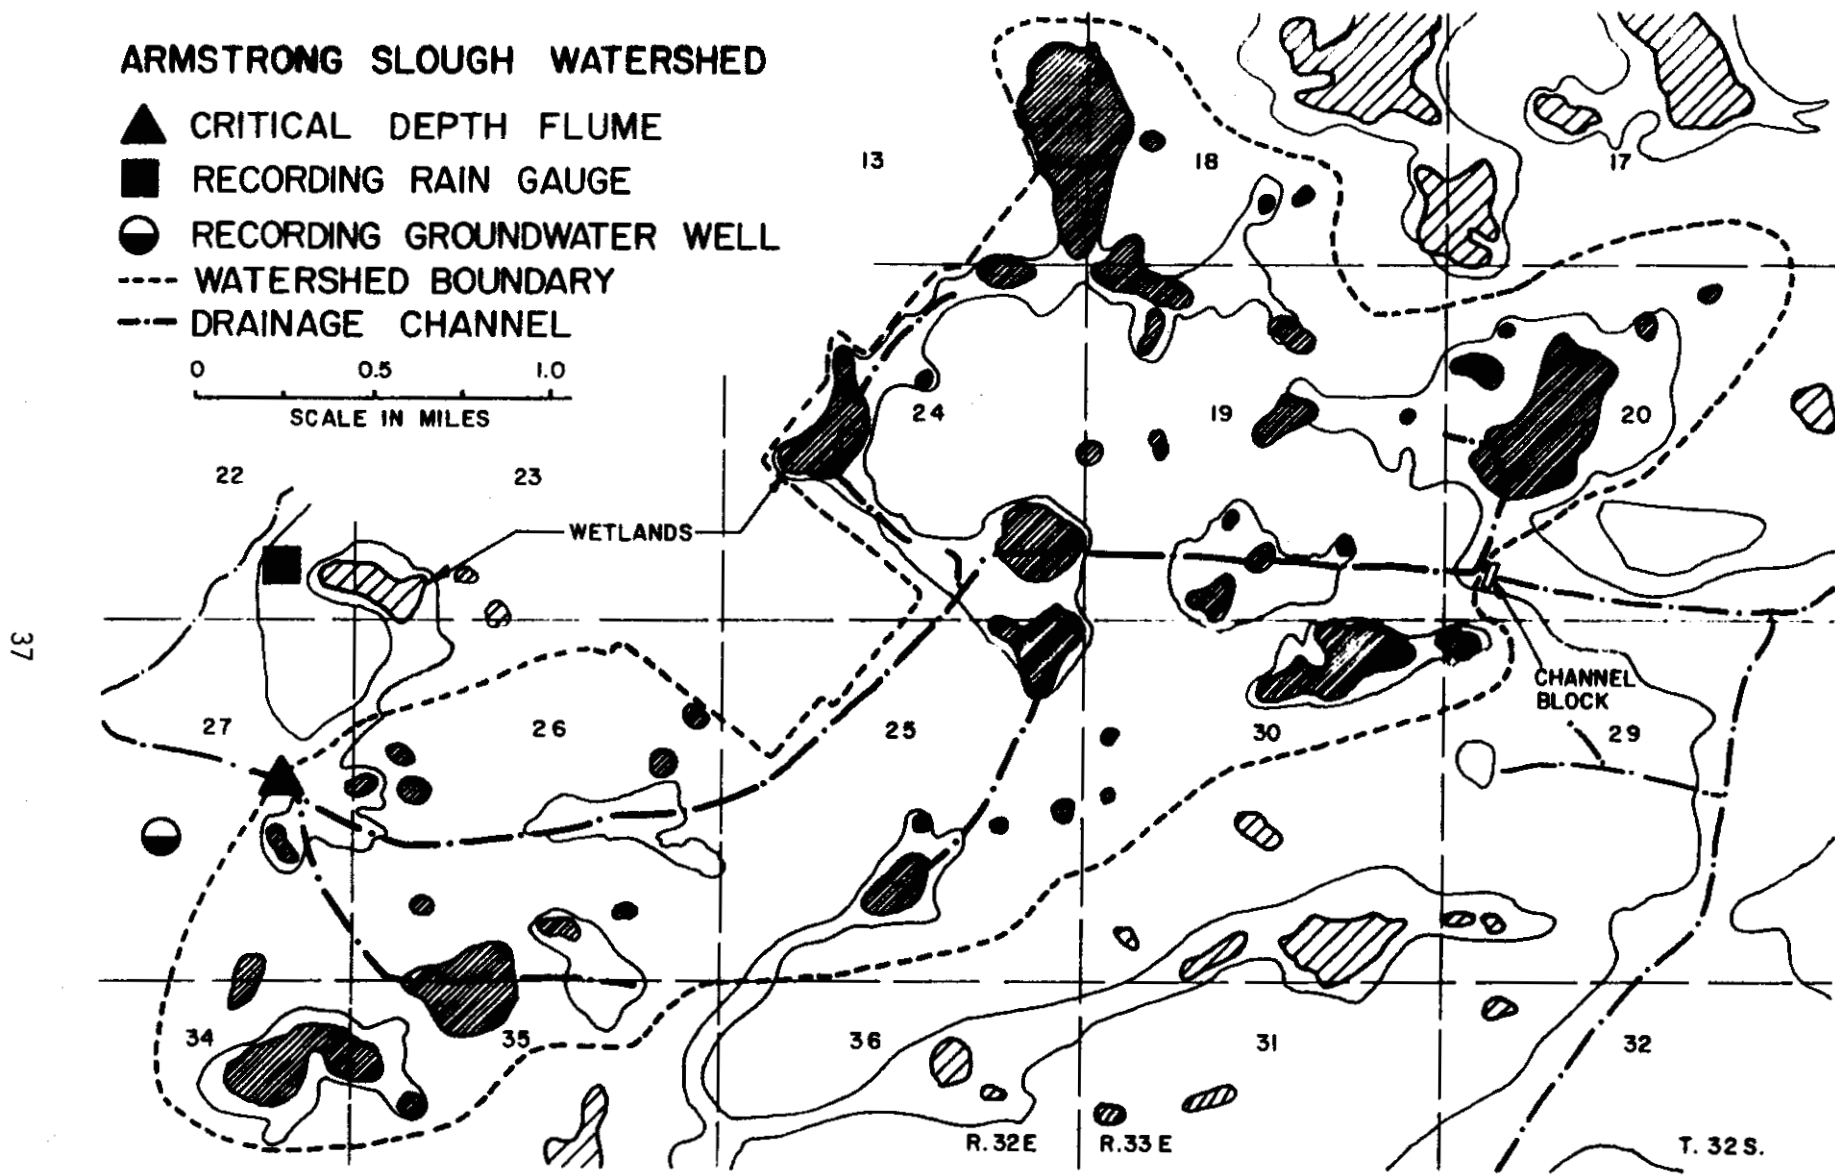 ARMSTRONG SLOUGH WATERSHED
CRITICAL DEPTH FLUME
RECORDING RAIN GAUGE
RECORDING GROUNDWATER WELL
WATERSHED BOUNDARY
DRAINAGE CHANNEL
0 0.5 1.0
SCALE IN MILES
13 18 17
24 19 20
22 23
WETLANDS
37
CHANNEL
BLOCK
27 26 25 30 29
34 35 36 31 32
R.32E R.33E T.32S.